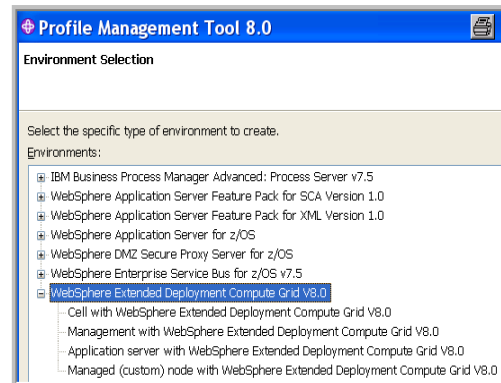 Profile Management Tool 8.0
Environment Selection
Select the specific type of environment to create.
Environments:
IBM Business Process Manager Advanced: Process Server v7.5
WebSphere Application Server Feature Pack for SCA Version 1.0
WebSphere Application Server Feature Pack for XML Version 1.0
WebSphere Application Server for z/OS
WebSphere DMZ Secure Proxy Server for z/OS
WebSphere Enterprise Service Bus for z/OS v7.5
WebSphere Extended Deployment Compute Grid V8.0
Cell with WebSphere Extended Deployment Compute Grid V8.0
Management with WebSphere Extended Deployment Compute Grid V8.0
Application server with WebSphere Extended Deployment Compute Grid V8.0
Managed (custom) node with WebSphere Extended Deployment Compute Grid V8.0